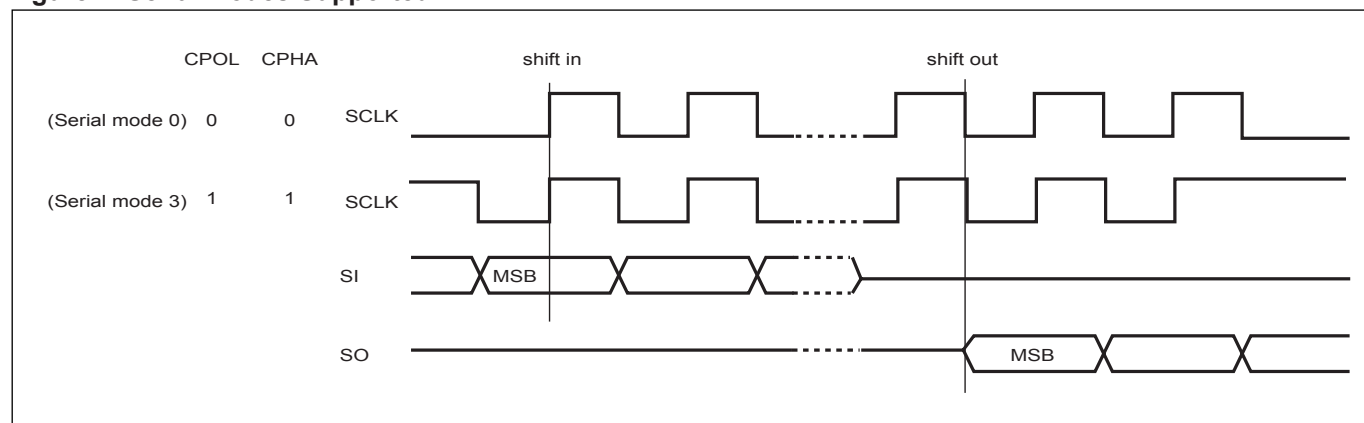 CPOL CPHA shift in shift out
(Serial mode 0) 0 0 SCLK
(Serial mode 3) 1 1 SCLK
SI MSB
SO MSB